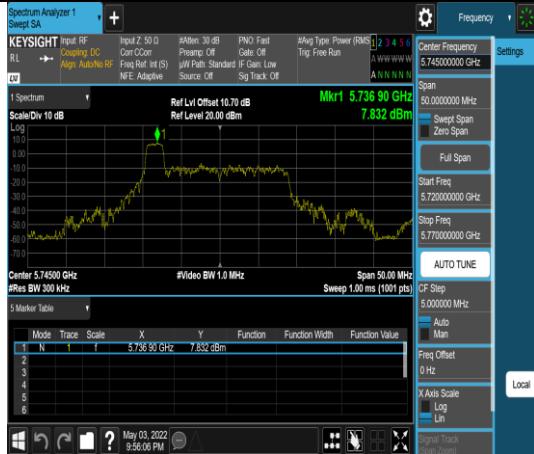 Spectrum Analyzer 1
Swept SA
+
Frequency
KEYSIGHT
RL
Input: RF
Coupling: DC
Align: Auto/No RF
Input Z: 50 Ω
Corr CCorr
Freq Ref: Int (S)
NFE: Adaptive
#Atten: 30 dB
Preamp: Off
µW Path: Standard
Source: Off
PNO: Fast
Gate: Off
IF Gain: Low
Sig Track: Off
#Avg Type: Power (RMS
Trig: Free Run
1 2 3 4 5 6
A W W W W W
A N N N N N
1 Spectrum
Scale/Div 10 dB
Ref Lvl Offset 10.70 dB
Ref Level 20.00 dBm
Mkr1 5.736 90 GHz
7.832 dBm
Log
10.0
0.00
-10.0
-20.0
-30.0
-40.0
-50.0
-60.0
1
Center 5.74500 GHz
#Res BW 300 kHz
#Video BW 1.0 MHz
Span 50.00 MHz
Sweep 1.00 ms (1001 pts)
5 Marker Table
Mode Trace Scale X Y Function Function Width Function Value
1 N 1 f 5.736 90 GHz 7.832 dBm
2
3
4
5
6
May 03, 2022
9:56:06 PM
Center Frequency
5.745000000 GHz
Settings
Span
50.0000000 MHz
Swept Span
Zero Span
Full Span
Start Freq
5.720000000 GHz
Stop Freq
5.770000000 GHz
AUTO TUNE
CF Step
5.000000 MHz
Auto
Man
Freq Offset
0 Hz
X Axis Scale
Log
Lin
Local
Signal Track
(Span Zoom)